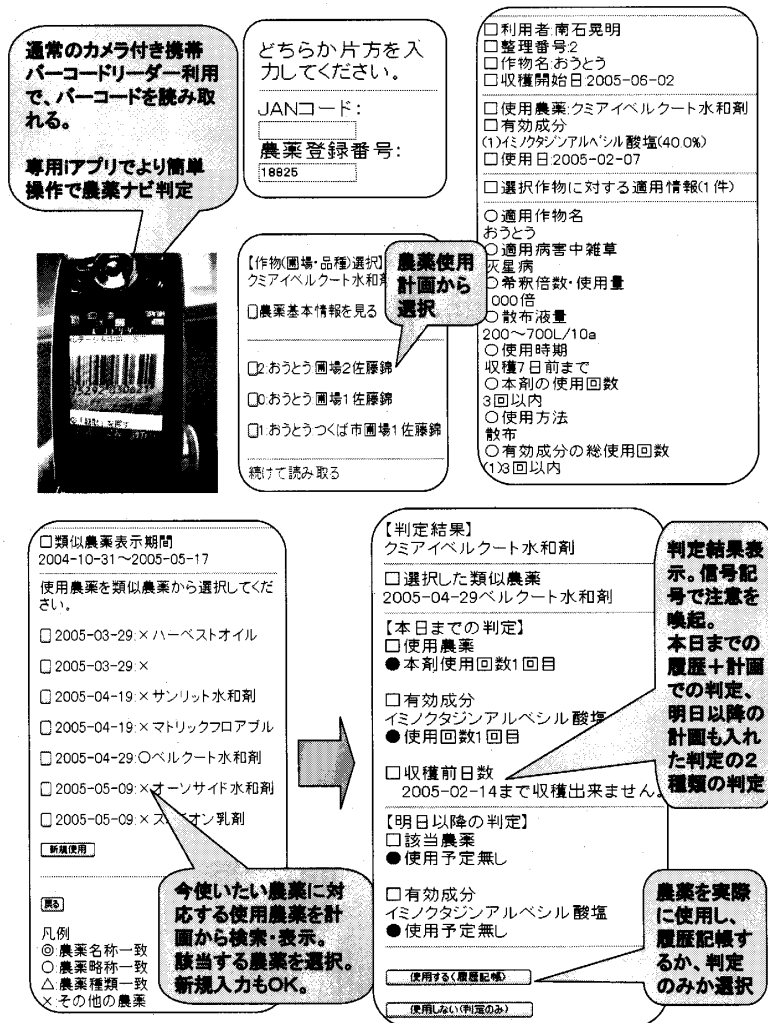 通常のカメラ付き携帯
バーコードリーダー利用
で、バーコードを読み取
れる。
専用iアプリでより簡単
操作で農薬ナビ判定
どちらか片方を入
力してください。
JANコード:
農薬登録番号:
18825
【作物(圃場・品種)選択】
クミアイベルクート水和
農薬基本情報を見る
2:おうとう圃場2佐藤錦
0:おうとう圃場1佐藤錦
1:おうとうつくば市圃場1佐藤錦
続けて読み取る
農薬使用
計画から
選択
□利用者:南石晃明
□整理番号:2
□作物名:おうとう
□収穫開始日:2005-06-02
□使用農薬:クミアイベルクート水和剤
□有効成分
(1)イミノクタジンアルベシル酸塩(40.0%)
□使用日:2005-02-07
□選択作物に対する適用情報(1件)
○適用作物名
おうとう
○適用病害中雑草
灰星病
○希釈倍数・使用量
000倍
○散布液量
200～700L/10a
○使用時期
収穫7日前まで
○本剤の使用回数
3回以内
○使用方法
散布
○有効成分の総使用回数
(1)3回以内
□類似農薬表示期間
2004-10-31～2005-05-17
使用農薬を類似農薬から選択してくだ
さい。
2005-03-29:×ハーベストオイル
2005-03-29:×
2005-04-19:×サンリット水和剤
2005-04-19:×マトリックフロアブル
2005-04-29:○ベルクート水和剤
2005-05-09:×オーソサイド水和剤
2005-05-09:×ス オン乳剤
新規使用
戻る
凡例
◎:農薬名称一致
○:農薬略称一致
△:農薬種類一致
×:その他の農薬
今使いたい農薬に対
応する使用農薬を計
画から検索・表示。
該当する農薬を選択。
新規入力もOK。
【判定結果】
クミアイベルクート水和剤
□選択した類似農薬
2005-04-29ベルクート水和剤
【本日までの判定】
□使用農薬
●本剤使用回数1回目
□有効成分
イミノクタジンアルベシル酸塩
●使用回数1回目
□収穫前日数
2005-02-14まで収穫出来ません。
【明日以降の判定】
□該当農薬
●使用予定無し
□有効成分
イミノクタジンアルベシル酸塩
●使用予定無し
使用する(履歴記帳)
使用しない(判定のみ)
判定結果表
示。信号記
号で注意を
喚起。
本日までの
履歴＋計画
での判定、
明日以降の
計画も入れ
た判定の2
種類の判定
農薬を実際
に使用し、
履歴記帳す
るか、判定
のみか選択